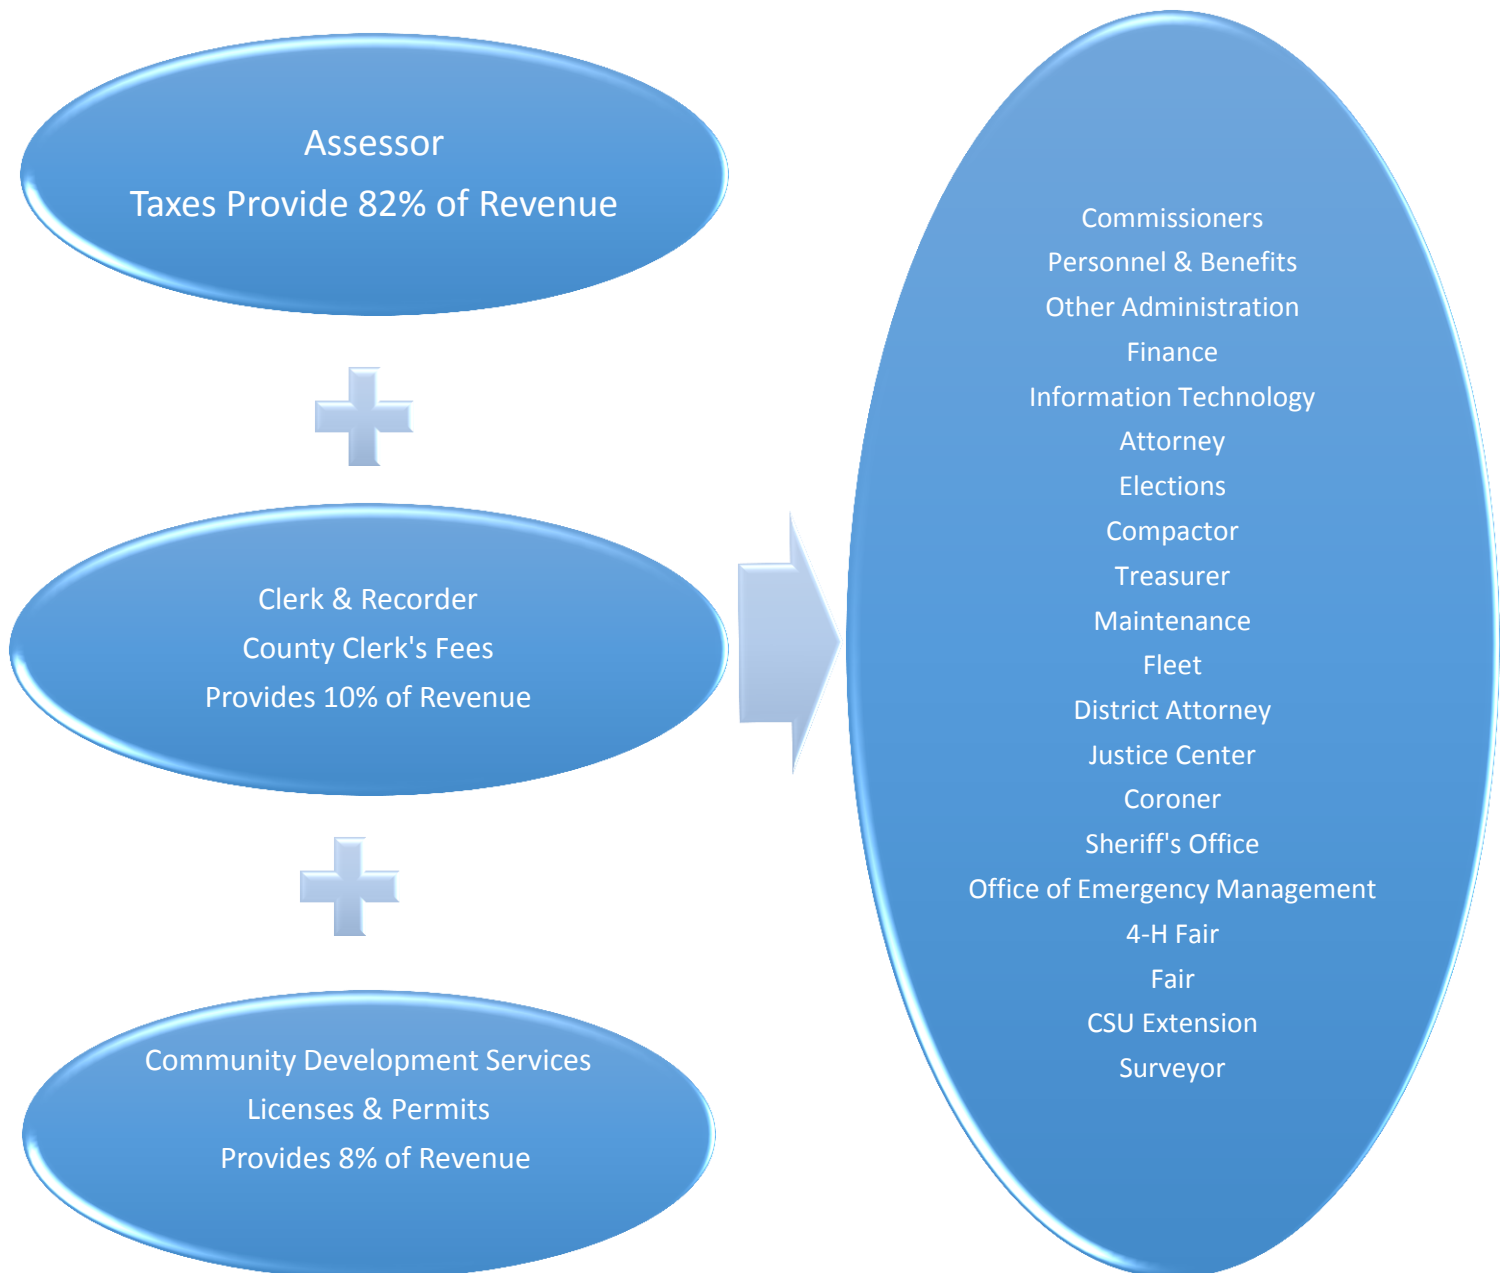 Assessor
Taxes Provide 82% of Revenue
Clerk & Recorder
County Clerk's Fees
Provides 10% of Revenue
Community Development Services
Licenses & Permits
Provides 8% of Revenue
Commissioners
Personnel & Benefits
Other Administration
Finance
Information Technology
Attorney
Elections
Compactor
Treasurer
Maintenance
Fleet
District Attorney
Justice Center
Coroner
Sheriff's Office
Office of Emergency Management
4-H Fair
Fair
CSU Extension
Surveyor